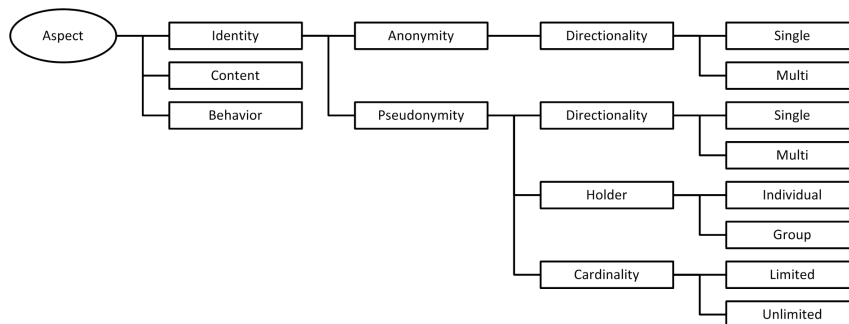 Aspect
Identity
Anonymity
Directionality
Single
Content
Multi
Behavior
Pseudonymity
Directionality
Single
Multi
Holder
Individual
Group
Cardinality
Limited
Unlimited